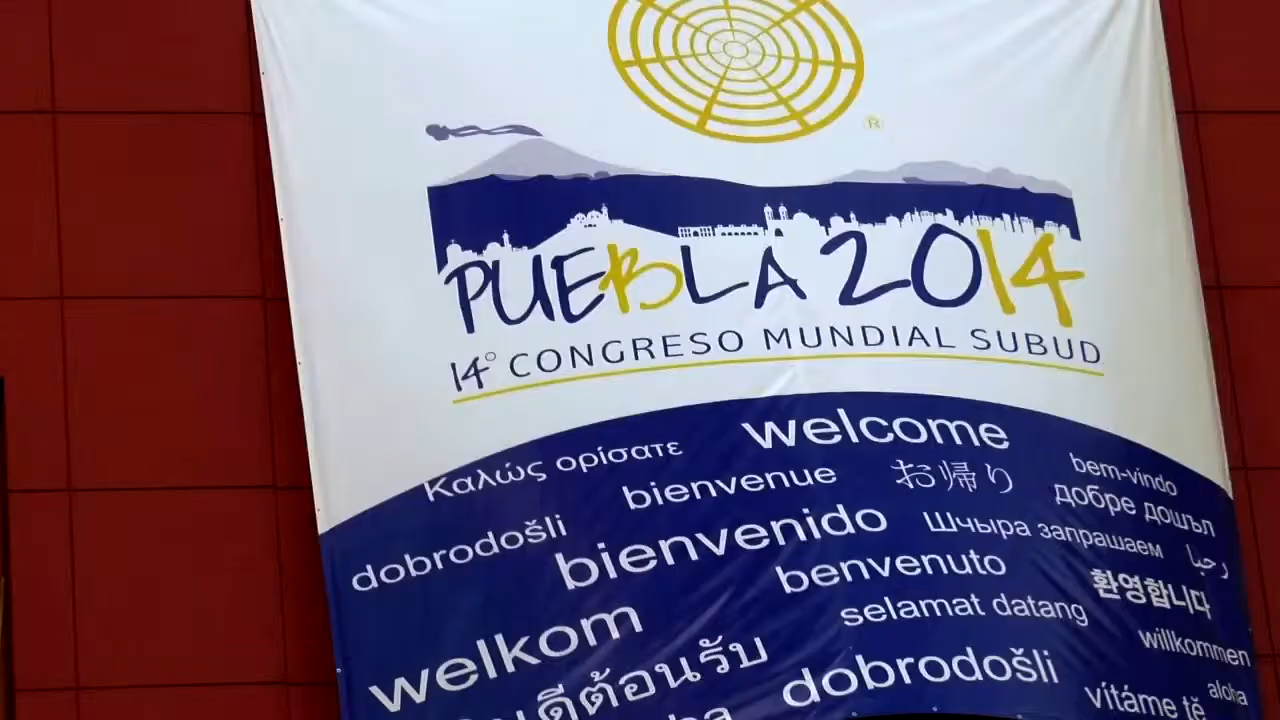 ®
PUEBLA 2014
14° CONGRESO MUNDIAL SUBUD
welcome
Καλώς ορίσατε
bienvenue
お帰り
bem-vindo
добре дошъл
dobrodošli
bienvenido
Шчыра запрашаем
benvenuto
환영합니다
welkom
selamat datang
willkommen
dobrodošli
vítáme tě
aloha